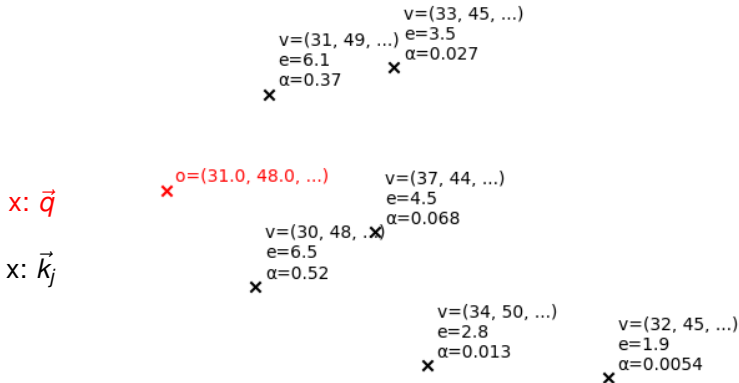 v=(33, 45, ...)
e=3.5
α=0.027
v=(31, 49, ...)
e=6.1
α=0.37
o=(31.0, 48.0, ...)
v=(37, 44, ...)
e=4.5
α=0.068
x: q⃗
v=(30, 48, ...)
e=6.5
α=0.52
x: k⃗ⱼ
v=(34, 50, ...)
e=2.8
α=0.013
v=(32, 45, ...)
e=1.9
α=0.0054